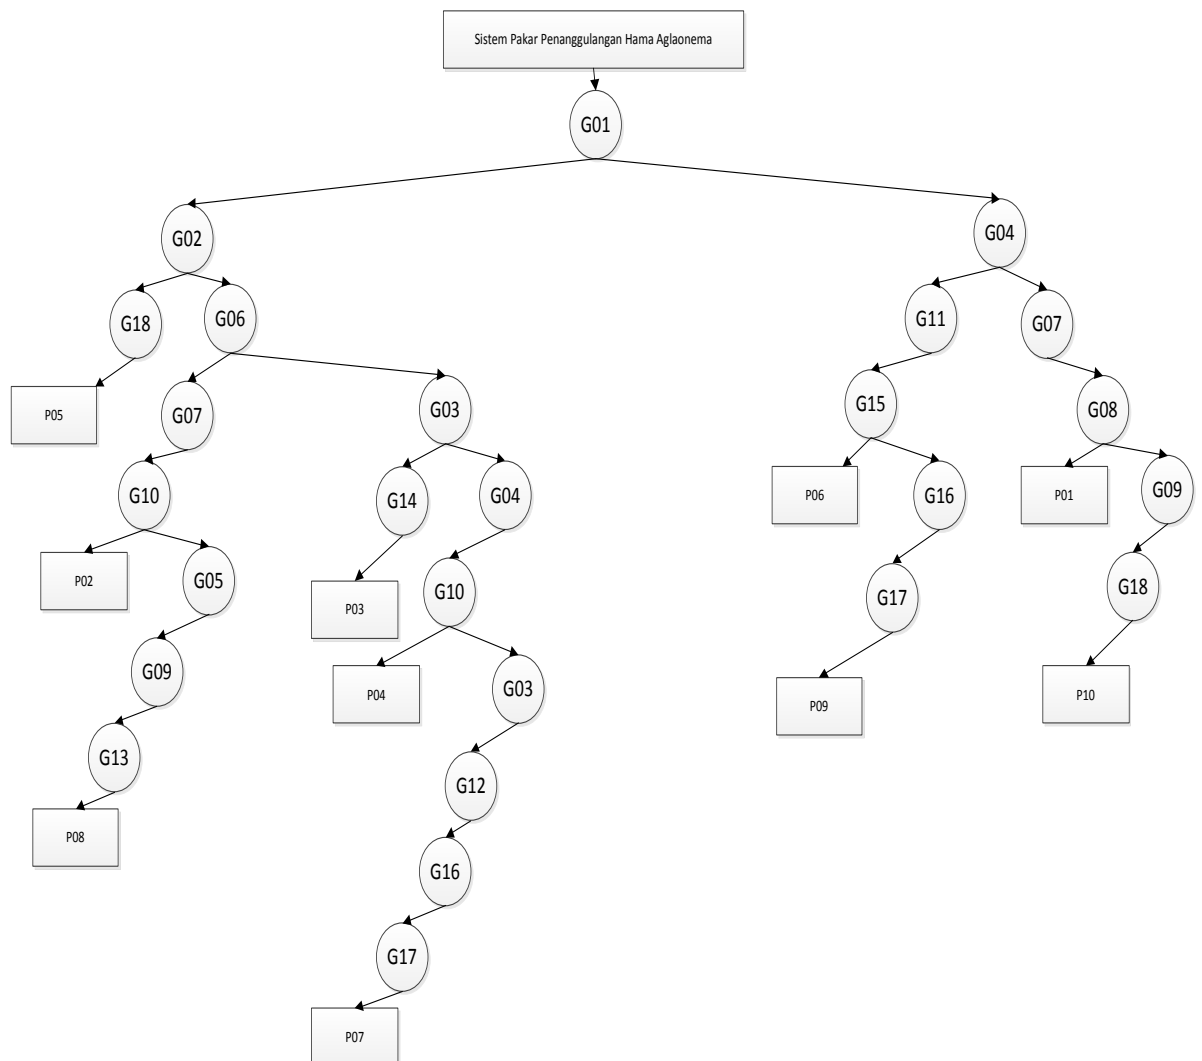 Sistem Pakar Penanggulangan Hama Aglaonema
G01
G02
G04
G18
G06
G11
G07
P05
G07
G03
G15
G08
G10
G14
G04
P06
G16
P01
G09
P02
G05
P03
G10
G17
G18
G09
P04
G03
P09
P10
G13
G12
P08
G16
G17
P07